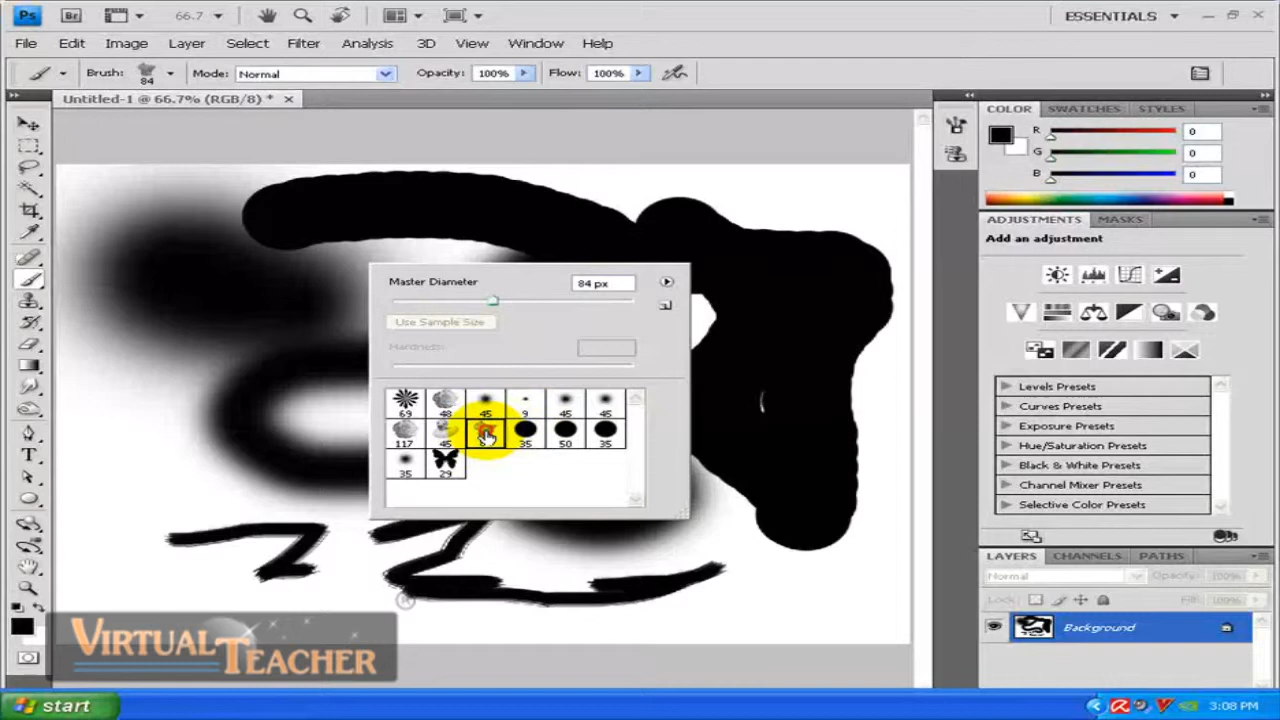 Ps Br 66.7 ESSENTIALS
File Edit Image Layer Select Filter Analysis 3D View Window Help
Brush: 84 Mode: Normal Opacity: 100% Flow: 100%
Untitled-1 @ 66.7% (RGB/8) *
COLOR SWATCHES STYLES
R 0
G 0
B 0
ADJUSTMENTS MASKS
Add an adjustment
Master Diameter 84 px
Use Sample Size
Hardness:
69 48 45 9 45 45
117 45 35 50 35
35 29
Levels Presets
Curves Presets
Exposure Presets
Hue/Saturation Presets
Black & White Presets
Channel Mixer Presets
Selective Color Presets
LAYERS CHANNELS PATHS
Normal Opacity: 100%
Lock: Fill: 100%
Background
T
VIRTUAL TEACHER
start 3:08 PM